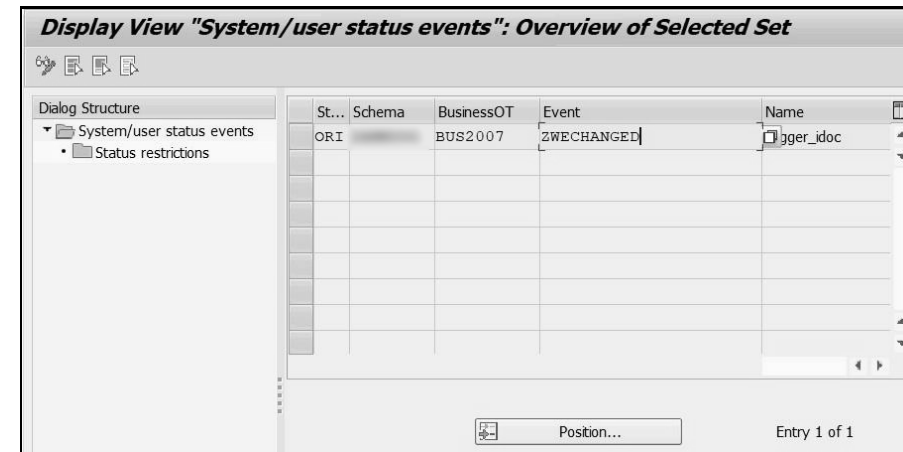 Display View "System/user status events": Overview of Selected Set
Dialog Structure
System/user status events
Status restrictions
St... Schema BusinessOT Event Name
ORI BUS2007 ZWECHANGED gger_idoc
Position... Entry 1 of 1